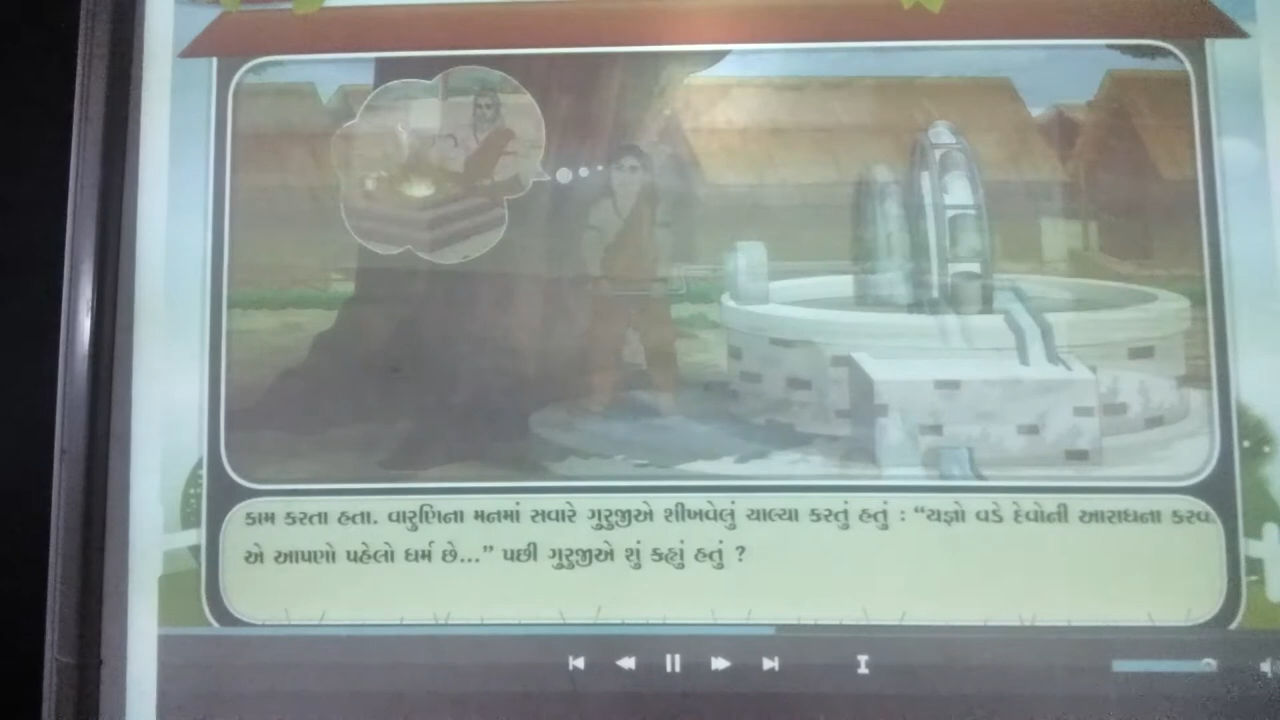 કામ કરતા હતા. વારુણિના મનમાં સવારે ગુરુજીએ શીખવેલું ચાલ્યા કરતું હતું : “યજ્ઞો વડે દેવોની આરાધના કરવ
એ આપણો પહેલો ધર્મ છે...” પછી ગુરુજીએ શું કહ્યું હતું ?